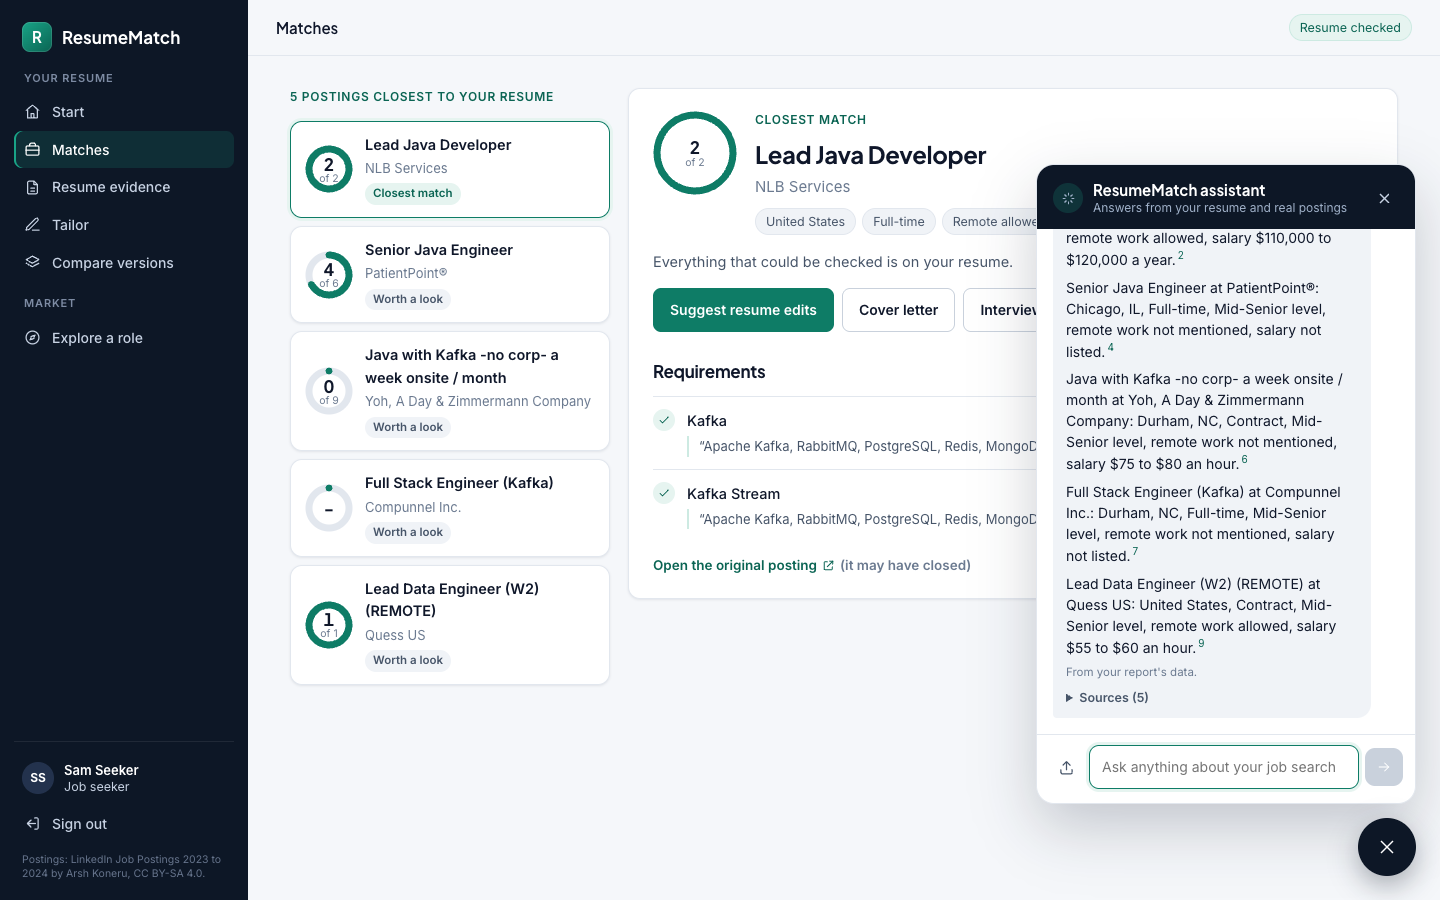 R ResumeMatch
YOUR RESUME
Start
Matches
Resume evidence
Tailor
Compare versions
MARKET
Explore a role
SS
Sam Seeker
Job seeker
Sign out
Postings: LinkedIn Job Postings 2023 to
2024 by Arsh Koneru, CC BY-SA 4.0.
Matches
Resume checked
5 POSTINGS CLOSEST TO YOUR RESUME
2
of 2
Lead Java Developer
NLB Services
Closest match
4
of 6
Senior Java Engineer
PatientPoint®
Worth a look
0
of 9
Java with Kafka -no corp- a
week onsite / month
Yoh, A Day & Zimmermann Company
Worth a look
–
Full Stack Engineer (Kafka)
Compunnel Inc.
Worth a look
1
of 1
Lead Data Engineer (W2)
(REMOTE)
Quess US
Worth a look
2
of 2
CLOSEST MATCH
Lead Java Developer
NLB Services
United States
Full-time
Remote allowe
Everything that could be checked is on your resume.
Suggest resume edits
Cover letter
Interview
Requirements
Kafka
“Apache Kafka, RabbitMQ, PostgreSQL, Redis, MongoD
Kafka Stream
“Apache Kafka, RabbitMQ, PostgreSQL, Redis, MongoD
Open the original posting (it may have closed)
ResumeMatch assistant
Answers from your resume and real postings
remote work allowed, salary $110,000 to
$120,000 a year. 2
Senior Java Engineer at PatientPoint®:
Chicago, IL, Full-time, Mid-Senior level,
remote work not mentioned, salary not
listed. 4
Java with Kafka -no corp- a week onsite /
month at Yoh, A Day & Zimmermann
Company: Durham, NC, Contract, Mid-
Senior level, remote work not mentioned,
salary $75 to $80 an hour. 6
Full Stack Engineer (Kafka) at Compunnel
Inc.: Durham, NC, Full-time, Mid-Senior
level, remote work not mentioned, salary
not listed. 7
Lead Data Engineer (W2) (REMOTE) at
Quess US: United States, Contract, Mid-
Senior level, remote work allowed, salary
$55 to $60 an hour. 9
From your report's data.
Sources (5)
Ask anything about your job search